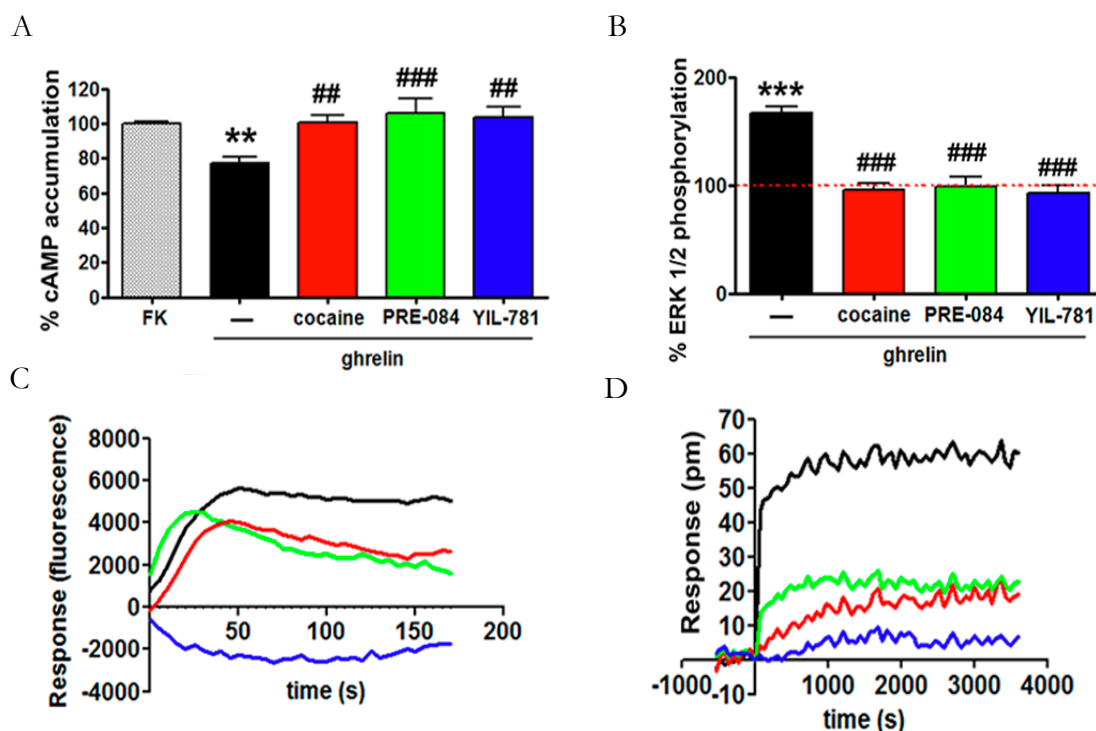 A
% cAMP accumulation
120
100
80
60
40
20
0
**
##
###
##
FK
—
cocaine
PRE-084
YIL-781
ghrelin
B
% ERK 1/2 phosphorylation
200
100
0
***
###
###
###
—
cocaine
PRE-084
YIL-781
ghrelin
C
Response (fluorescence)
8000
6000
4000
2000
0
-2000
-4000
50
100
150
200
time (s)
D
Response (pm)
70
60
50
40
30
20
10
-10
-1000
1000
2000
3000
4000
time (s)